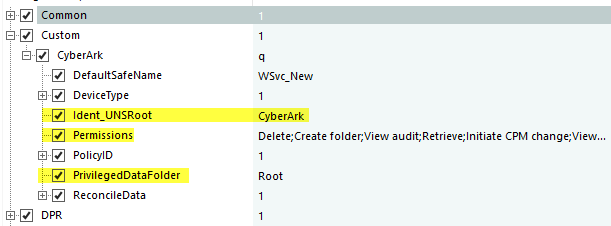 Common 1
Custom 1
CyberArk q
DefaultSafeName WSvc_New
DeviceType 1
Ident_UNSRoot CyberArk
Permissions Delete;Create folder;View audit;Retrieve;Initiate CPM change;View...
PolicyID 1
PrivilegedDataFolder Root
ReconcileData 1
DPR 1